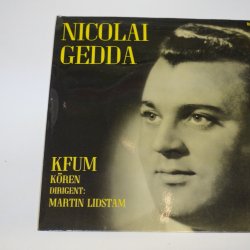 NICOLAI
GEDDA
KFUM
KÖREN
DIRIGENT:
MARTIN LIDSTAM